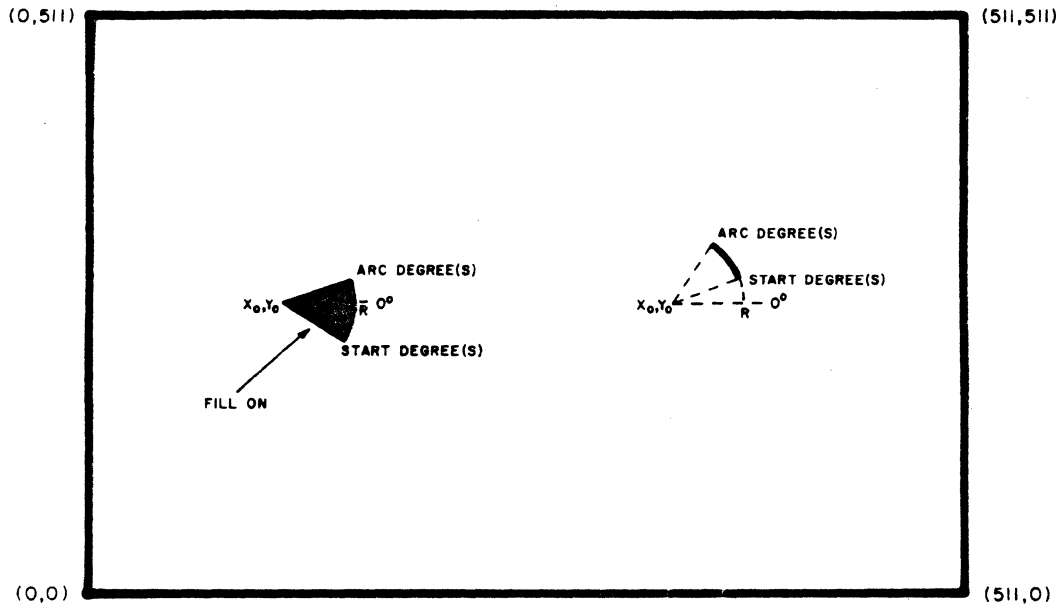 (0,511)
(511,511)
ARC DEGREE(S)
X₀,Y₀
R
0°
START DEGREE(S)
FILL ON
ARC DEGREE(S)
START DEGREE(S)
X₀,Y₀
R
0°
(0,0)
(511,0)